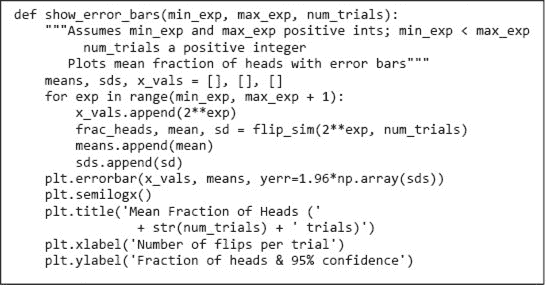 def show_error_bars(min_exp, max_exp, num_trials):
    """Assumes min_exp and max_exp positive ints; min_exp < max_exp
         num_trials a positive integer
       Plots mean fraction of heads with error bars"""
    means, sds, x_vals = [], [], []
    for exp in range(min_exp, max_exp + 1):
        x_vals.append(2**exp)
        frac_heads, mean, sd = flip_sim(2**exp, num_trials)
        means.append(mean)
        sds.append(sd)
    plt.errorbar(x_vals, means, yerr=1.96*np.array(sds))
    plt.semilogx()
    plt.title('Mean Fraction of Heads ('
                + str(num_trials) + ' trials)')
    plt.xlabel('Number of flips per trial')
    plt.ylabel('Fraction of heads & 95% confidence')